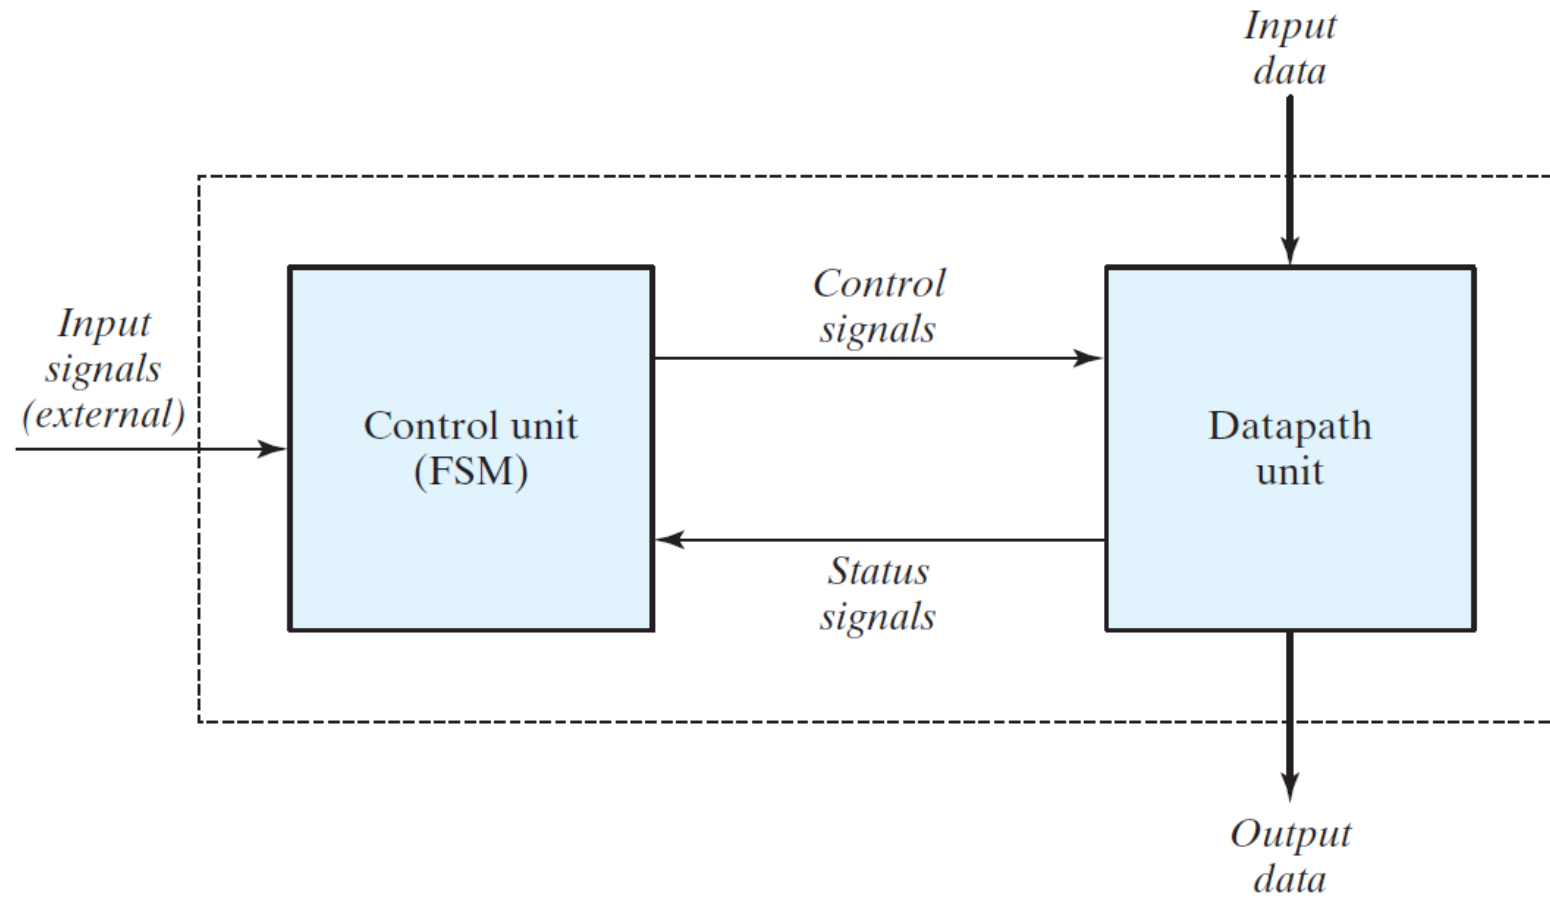 Input
data
Control
signals
Input
signals
(external)
Control unit
(FSM)
Datapath
unit
Status
signals
Output
data